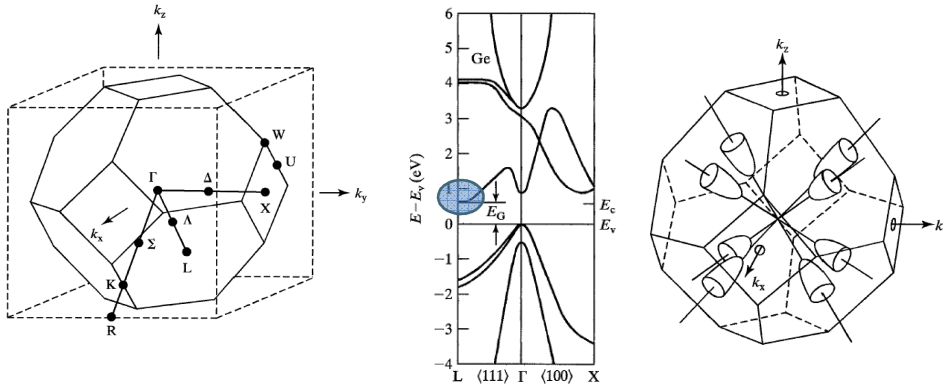 k_z
W
U
Γ
Δ
X
k_y
k_x
Λ
Σ
L
K
R
E – E_v (eV)
6
5
4
3
2
1
0
−1
−2
−3
−4
Ge
E_G
E_c
E_v
L ⟨111⟩ Γ ⟨100⟩ X
k_z
k
k_x